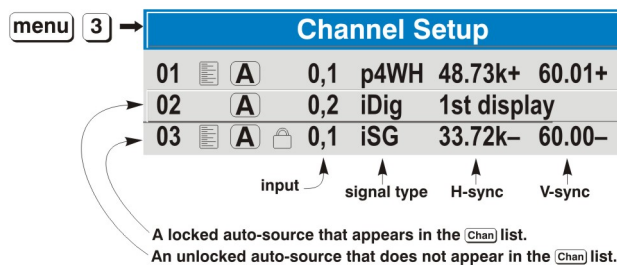 menu 3 Channel Setup
01 A 0,1 p4WH 48.73k+ 60.01+
02 A 0,2 iDig 1st display
03 A 0,1 iSG 33.72k– 60.00–
input signal type H-sync V-sync
A locked auto-source that appears in the Chan list.
An unlocked auto-source that does not appear in the Chan list.